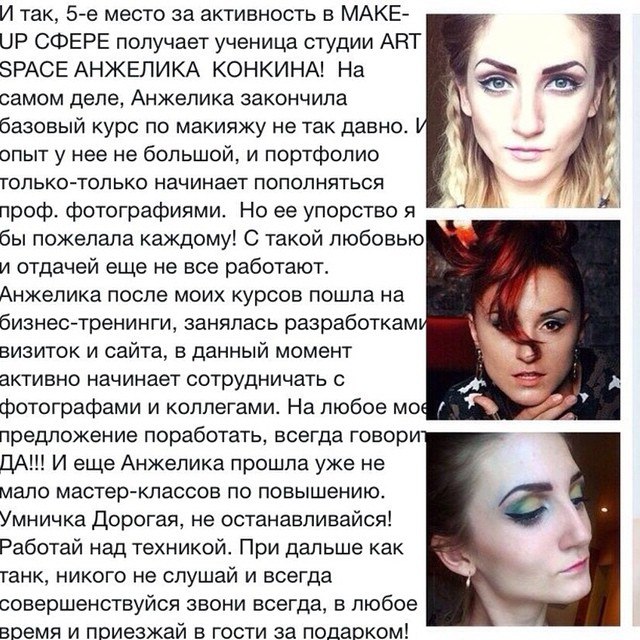 И так, 5-е место за активность в MAKE-
UP СФЕРЕ получает ученица студии ART
SPACE АНЖЕЛИКА  КОНКИНА!  На
самом деле, Анжелика закончила
базовый курс по макияжу не так давно. И
опыт у нее не большой, и портфолио
только-только начинает пополняться
проф. фотографиями.  Но ее упорство я
бы пожелала каждому! С такой любовью
и отдачей еще не все работают.
Анжелика после моих курсов пошла на
бизнес-тренинги, занялась разработками
визиток и сайта, в данный момент
активно начинает сотрудничать с
фотографами и коллегами. На любое мое
предложение поработать, всегда говорит
ДА!!! И еще Анжелика прошла уже не
мало мастер-классов по повышению.
Умничка Дорогая, не останавливайся!
Работай над техникой. При дальше как
танк, никого не слушай и всегда
совершенствуйся звони всегда, в любое
время и приезжай в гости за подарком!